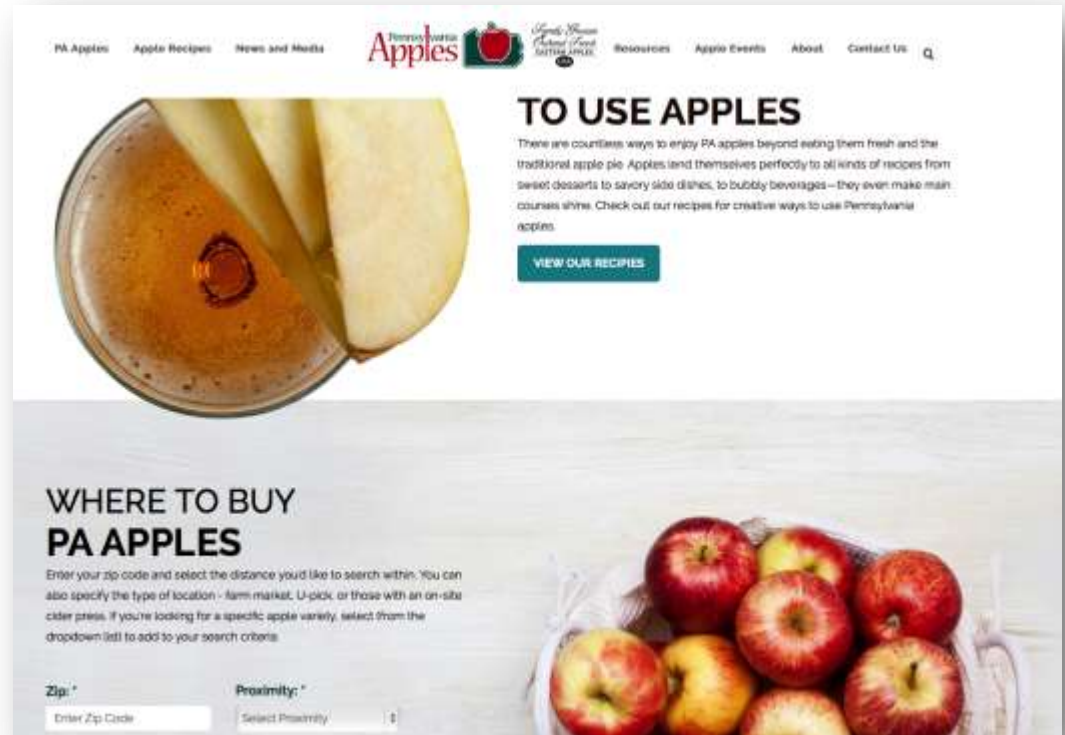 PA Apples Apple Recipes News and Media Pennsylvania Apples Resources Apple Events About Contact Us
TO USE APPLES
There are countless ways to enjoy PA apples beyond eating them fresh and the
traditional apple pie. Apples lend themselves perfectly to all kinds of recipes from
sweet desserts to savory side dishes, to bubbly beverages—they even make main
courses shine. Check out our recipes for creative ways to use Pennsylvania
apples.
VIEW OUR RECIPIES
WHERE TO BUY
PA APPLES
Enter your zip code and select the distance you'd like to search within. You can
also specify the type of location - farm market, U-pick, or those with an on-site
cider press. If you're looking for a specific apple variety, select (from the
dropdown list) to add to your search criteria.
Zip: * Proximity: *
Enter Zip Code Select Proximity